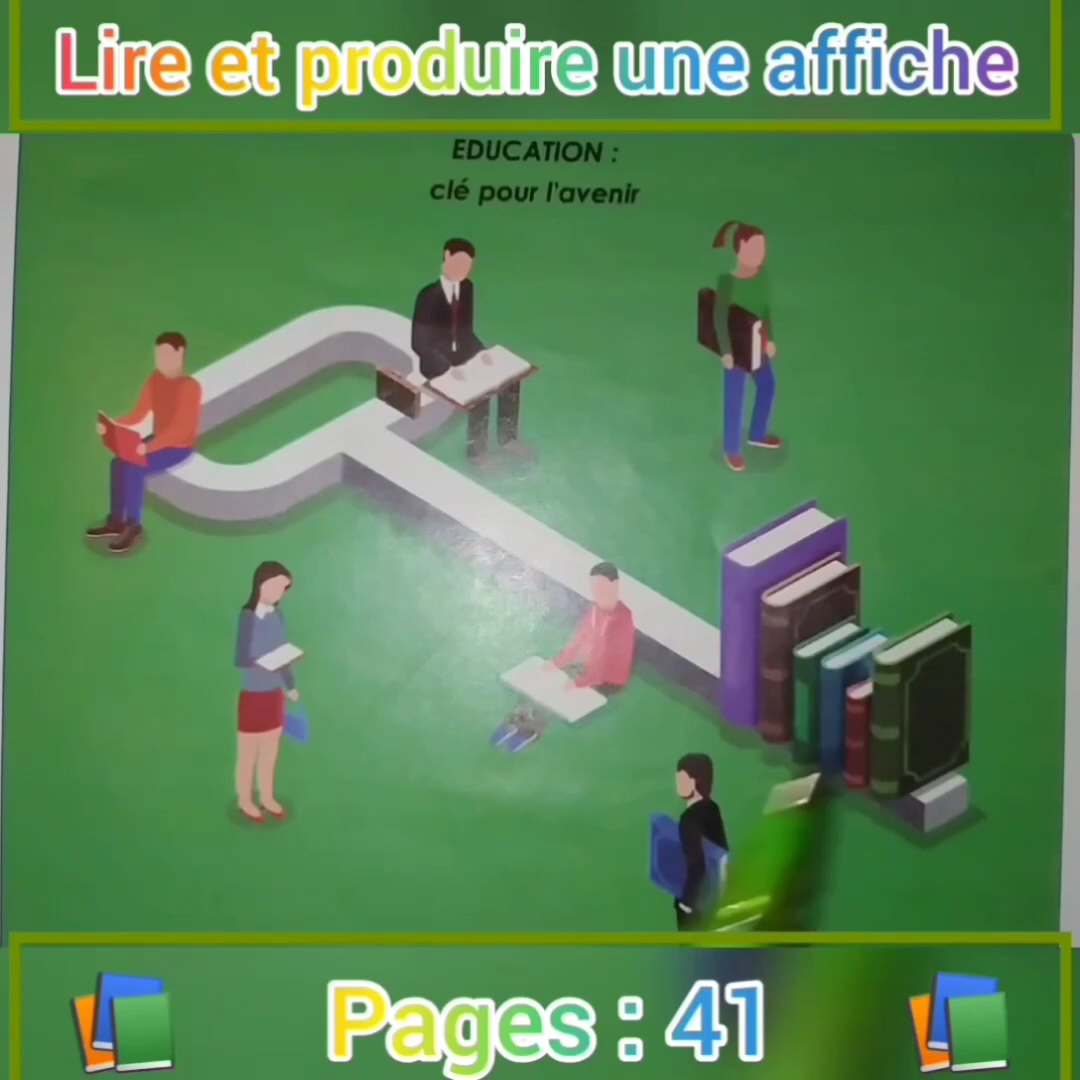 Lire et produire une affiche
EDUCATION :
clé pour l'avenir
Pages : 41